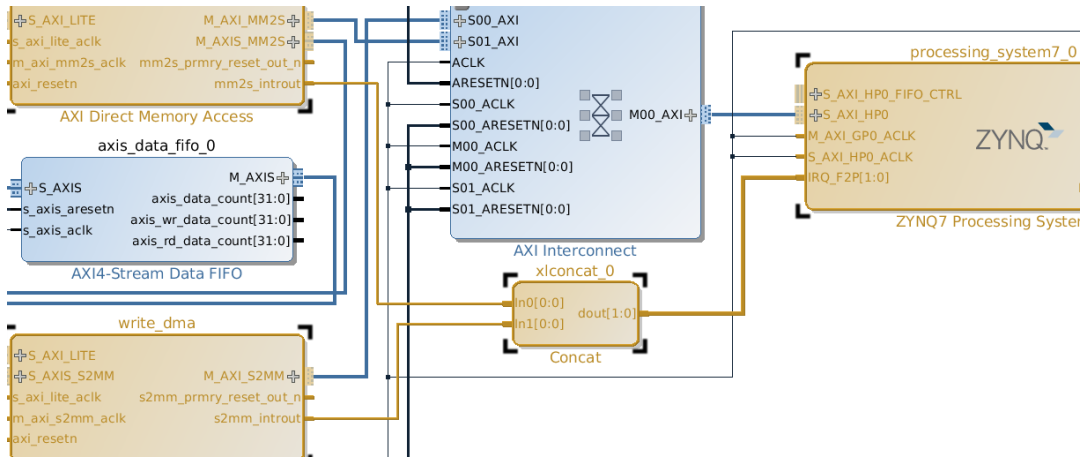 S_AXI_LITE
s_axi_lite_aclk
m_axi_mm2s_aclk
axi_resetn
M_AXI_MM2S
M_AXIS_MM2S
mm2s_prmry_reset_out_n
mm2s_introut
AXI Direct Memory Access
axis_data_fifo_0
S_AXIS
s_axis_aresetn
s_axis_aclk
M_AXIS
axis_data_count[31:0]
axis_wr_data_count[31:0]
axis_rd_data_count[31:0]
AXI4-Stream Data FIFO
write_dma
S_AXI_LITE
S_AXIS_S2MM
s_axi_lite_aclk
m_axi_s2mm_aclk
axi_resetn
M_AXI_S2MM
s2mm_prmry_reset_out_n
s2mm_introut
S00_AXI
S01_AXI
ACLK
ARESETN[0:0]
S00_ACLK
S00_ARESETN[0:0]
M00_ACLK
M00_ARESETN[0:0]
S01_ACLK
S01_ARESETN[0:0]
M00_AXI
AXI Interconnect
xlconcat_0
In0[0:0]
In1[0:0]
dout[1:0]
Concat
processing_system7_0
S_AXI_HP0_FIFO_CTRL
S_AXI_HP0
M_AXI_GP0_ACLK
S_AXI_HP0_ACLK
IRQ_F2P[1:0]
ZYNQ
ZYNQ7 Processing System